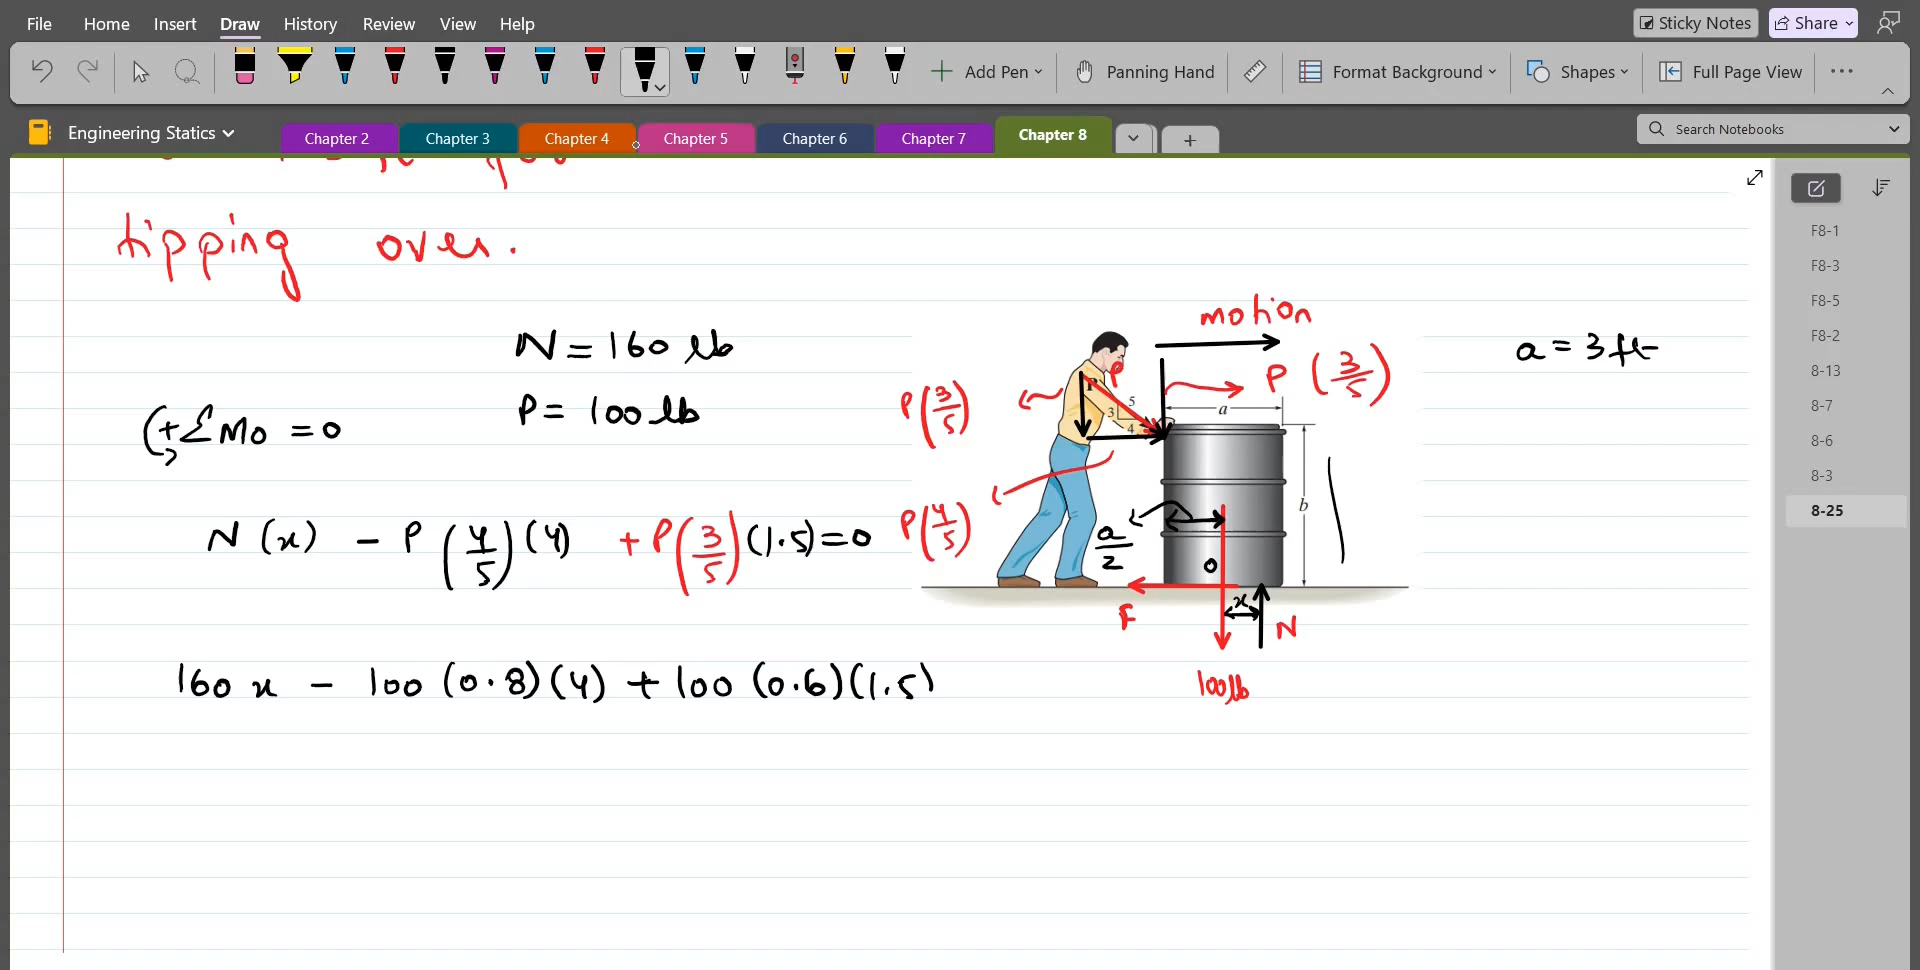 File Home Insert Draw History Review View Help
Sticky Notes Share
Add Pen Panning Hand Format Background Shapes Full Page View
Engineering Statics Chapter 2 Chapter 3 Chapter 4 Chapter 5 Chapter 6 Chapter 7 Chapter 8 +
Search Notebooks
F8-1
F8-3
F8-5
F8-2
8-13
8-7
8-6
8-3
8-25
tipping over.
N = 160 lb
P = 100 lb
(+ΣMo = 0
N (x) - P (4/5) (4) + P (3/5) (1.5) = 0
160 x - 100 (0.8) (4) + 100 (0.6) (1.5)
motion
P (3/5)
a = 3 ft
P (3/5)
P
5
3
4
a
b
P (4/5)
a/2
O
x
F
N
100 lb